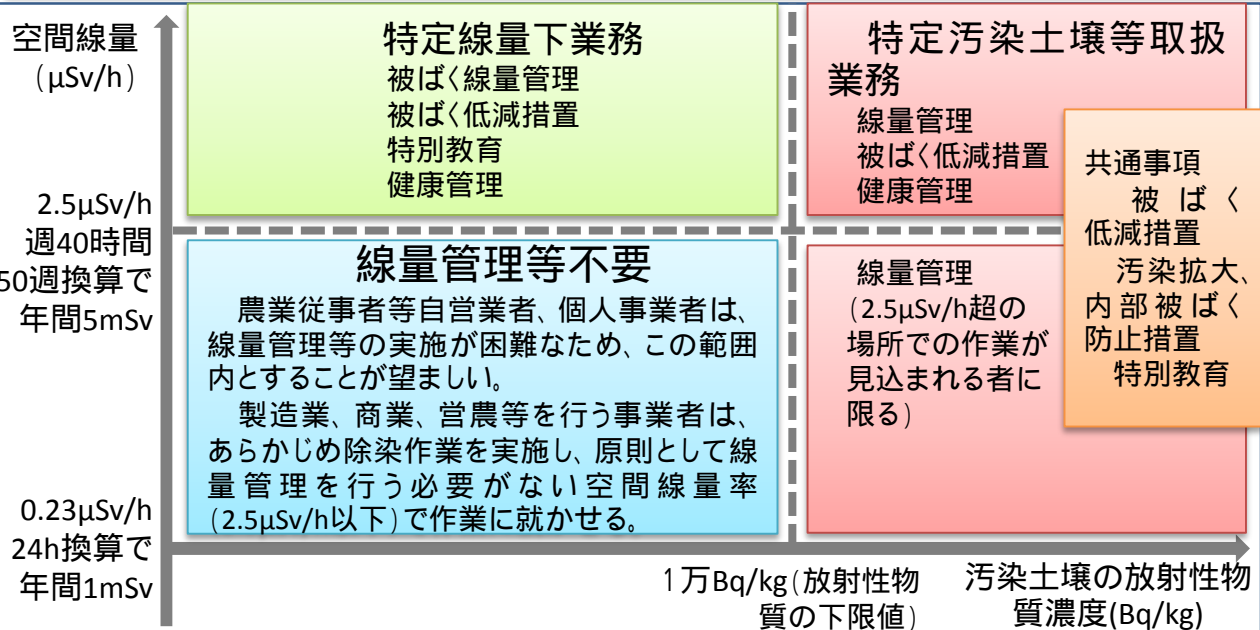 空間線量
(μSv/h)
特定線量下業務
被ばく線量管理
被ばく低減措置
特別教育
健康管理
特定汚染土壌等取扱
業務
線量管理
被ばく低減措置
健康管理
共通事項
被ばく
低減措置
汚染拡大、
内部被ばく
防止措置
特別教育
2.5μSv/h
週40時間
50週換算で
年間5mSv
線量管理等不要
農業従事者等自営業者、個人事業者は、
線量管理等の実施が困難なため、この範囲
内とすることが望ましい。
製造業、商業、営農等を行う事業者は、
あらかじめ除染作業を実施し、原則として線
量管理を行う必要がない空間線量率
(2.5μSv/h以下)で作業に就かせる。
線量管理
(2.5μSv/h超の
場所での作業が
見込まれる者に
限る)
0.23μSv/h
24h換算で
年間1mSv
1万Bq/kg(放射性物
質の下限値)
汚染土壌の放射性物
質濃度(Bq/kg)